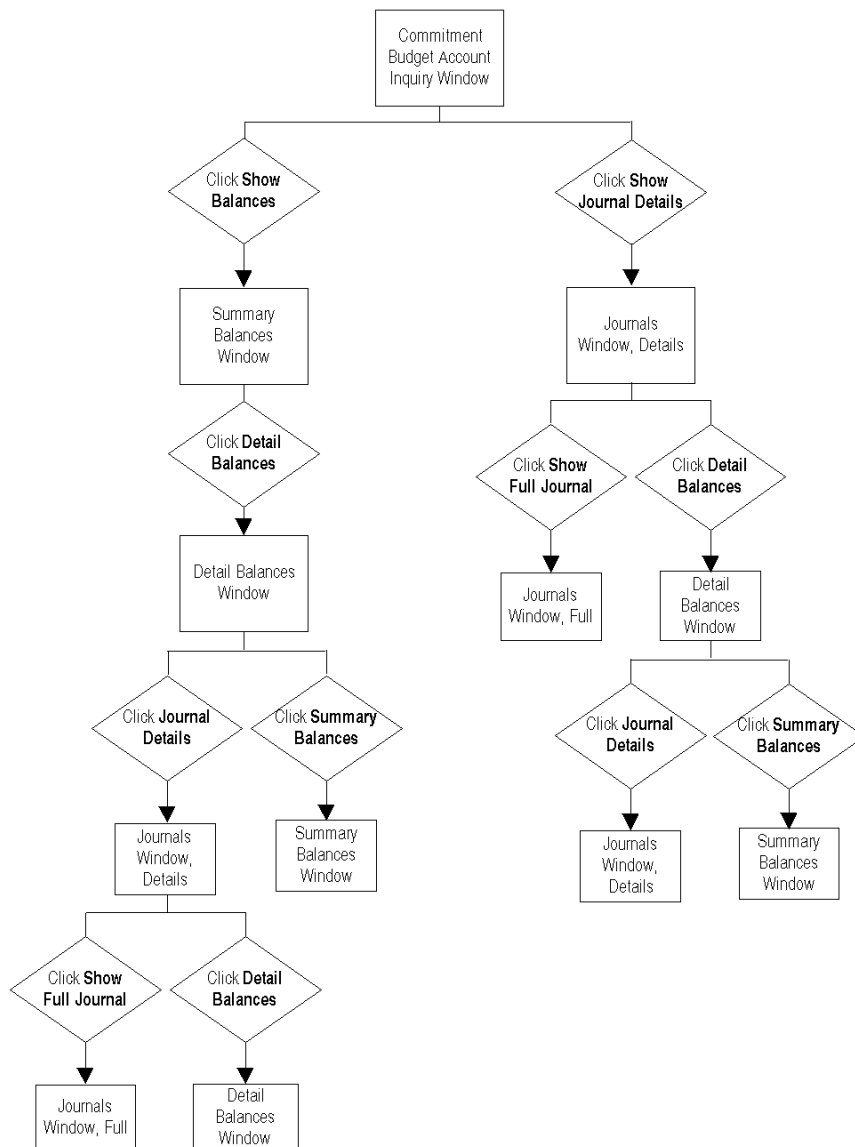 Commitment
Budget Account
Inquiry Window
Click Show
Balances
Click Show
Journal Details
Summary
Balances
Window
Journals
Window, Details
Click Detail
Balances
Click Show
Full Journal
Click Detail
Balances
Detail Balances
Window
Journals
Window, Full
Detail
Balances
Window
Click Journal
Details
Click Summary
Balances
Click Journal
Details
Click Summary
Balances
Journals
Window,
Details
Summary
Balances
Window
Journals
Window,
Details
Summary
Balances
Window
Click Show
Full Journal
Click Detail
Balances
Journals
Window, Full
Detail
Balances
Window